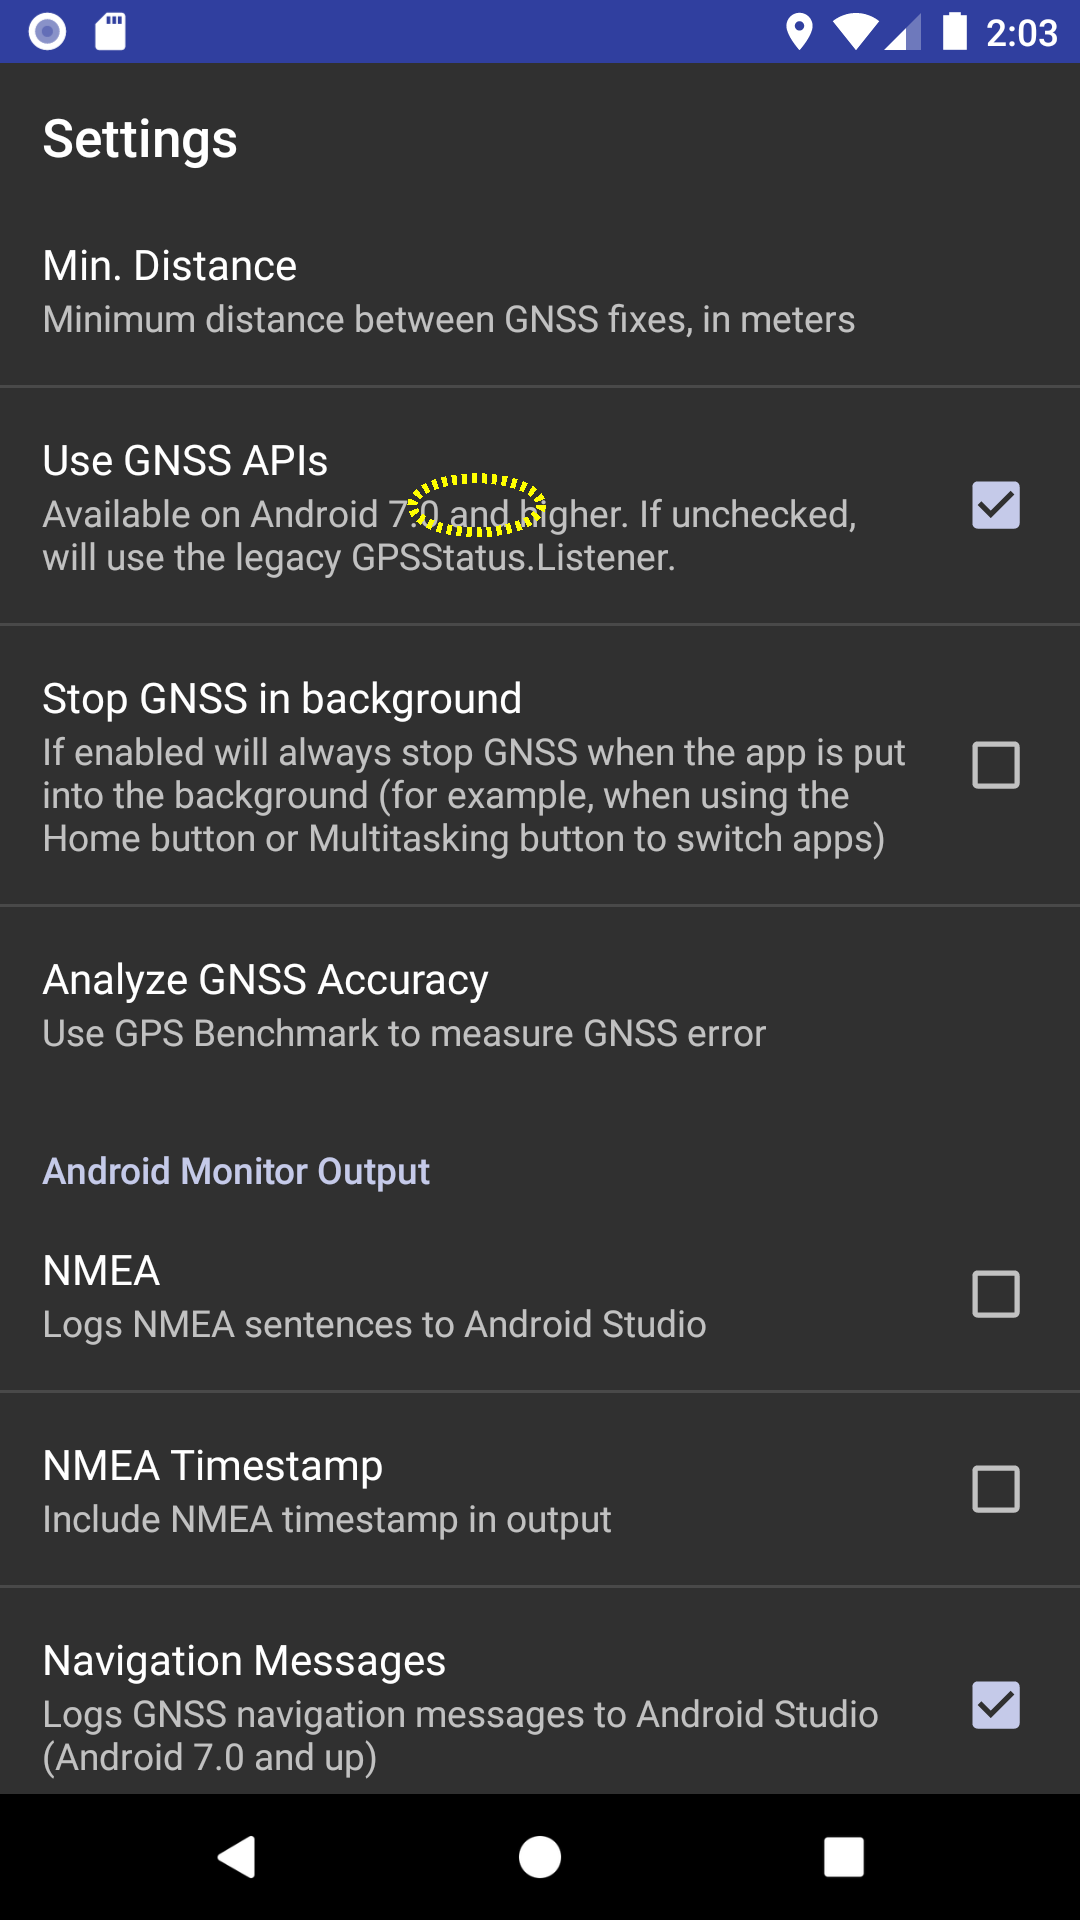 2:03
Settings
Min. Distance
Minimum distance between GNSS fixes, in meters
Use GNSS APIs
Available on Android 7.0 and higher. If unchecked,
will use the legacy GPSStatus.Listener.
Stop GNSS in background
If enabled will always stop GNSS when the app is put
into the background (for example, when using the
Home button or Multitasking button to switch apps)
Analyze GNSS Accuracy
Use GPS Benchmark to measure GNSS error
Android Monitor Output
NMEA
Logs NMEA sentences to Android Studio
NMEA Timestamp
Include NMEA timestamp in output
Navigation Messages
Logs GNSS navigation messages to Android Studio
(Android 7.0 and up)